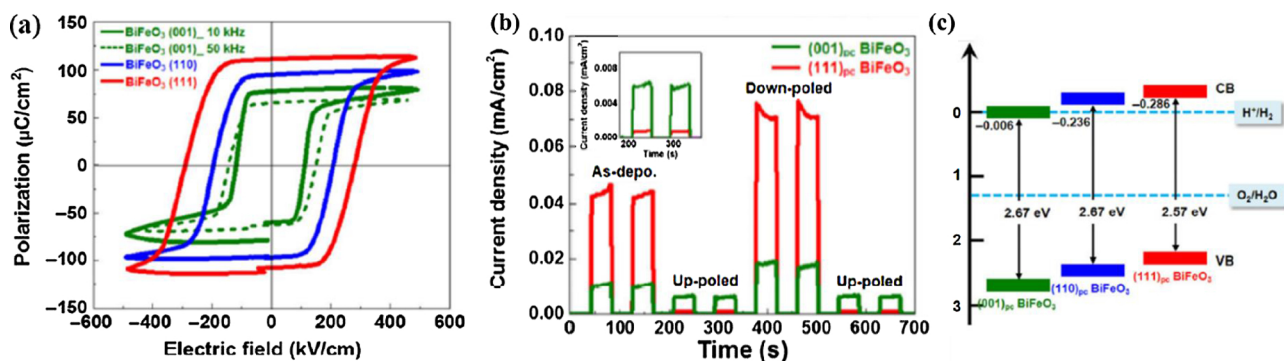 (a)
150
100
50
0
−50
−100
−150
Polarization (µC/cm²)
BiFeO₃ (001)_ 10 kHz
BiFeO₃ (001)_ 50 kHz
BiFeO₃ (110)
BiFeO₃ (111)
−600 −400 −200 0 200 400 600
Electric field (kV/cm)
(b)
0.10
0.08
0.06
0.04
0.02
0.00
Current density (mA/cm²)
(001)pc BiFeO₃
(111)pc BiFeO₃
Current density (mA/cm²)
0.008
0.004
0.000
200 300
Time (s)
Down-poled
As-depo.
Up-poled
Up-poled
0 100 200 300 400 500 600 700
Time (s)
(c)
0
1
2
3
CB
−0.006
−0.236
−0.286
H⁺/H₂
O₂/H₂O
2.67 eV
2.67 eV
2.57 eV
VB
(001)pc BiFeO₃
(110)pc BiFeO₃
(111)pc BiFeO₃